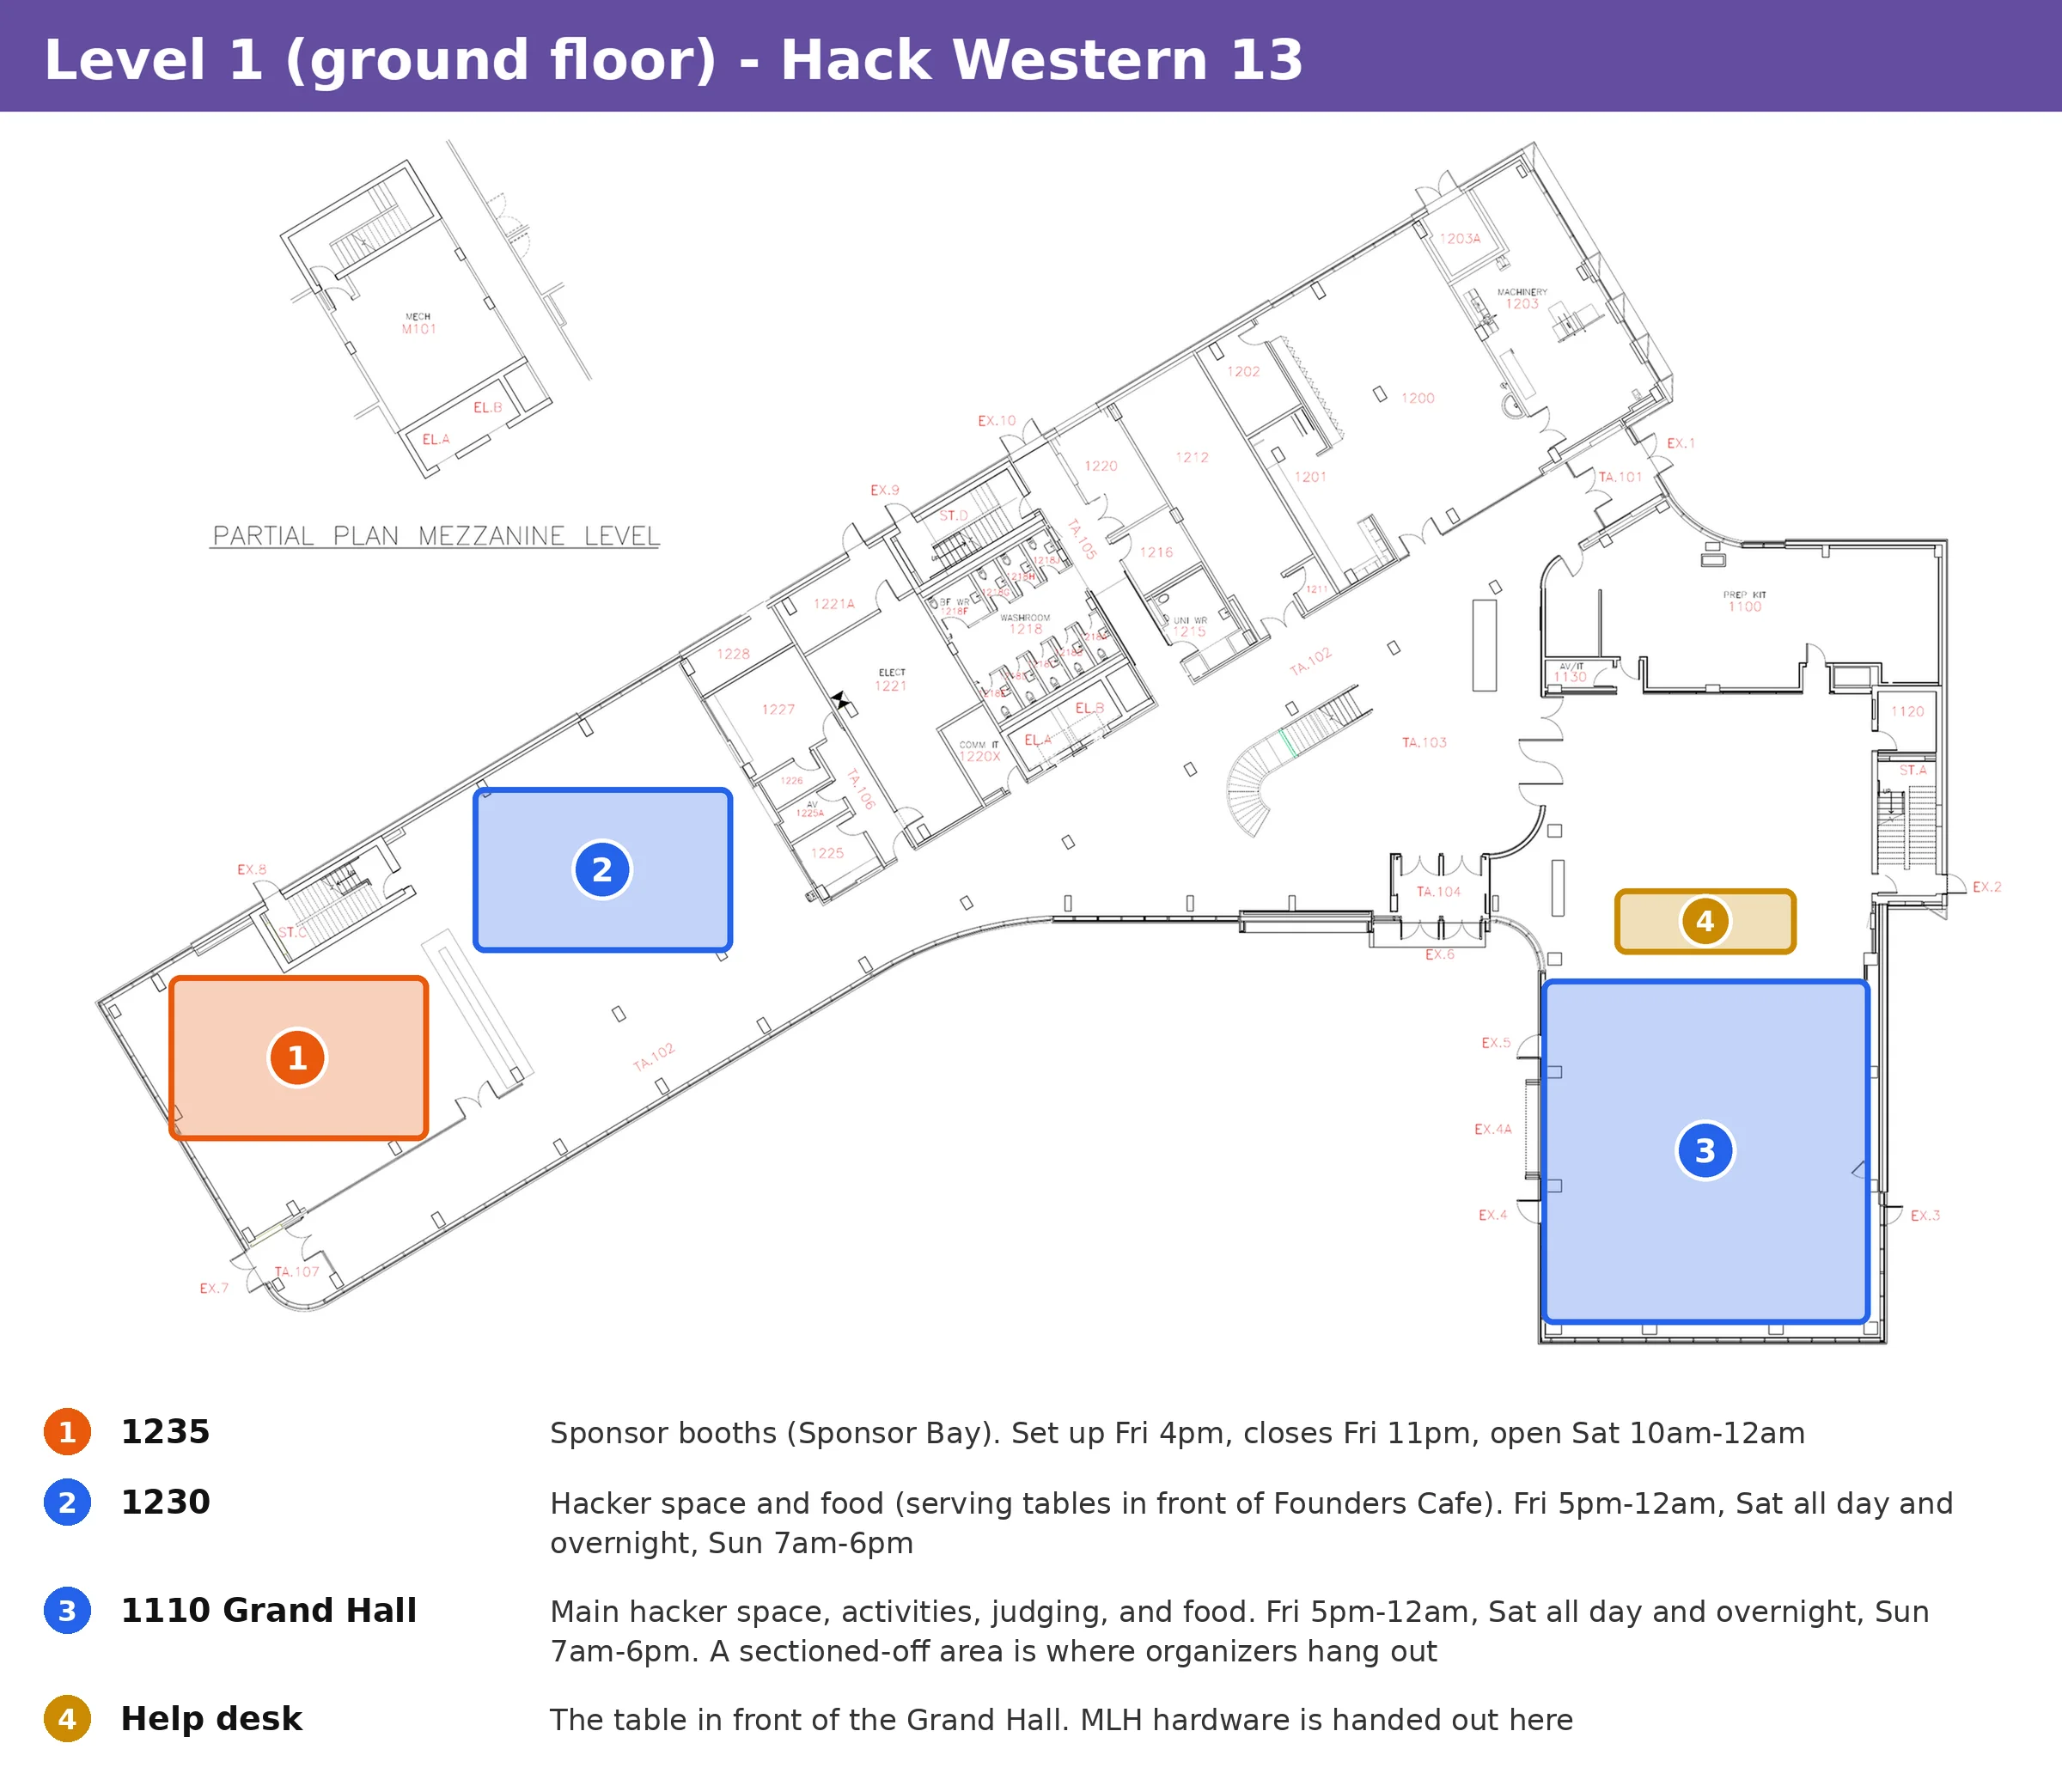 Level 1 (ground floor) - Hack Western 13
1203A
MACHINERY
1203
MECH
M101
1202
1200
EL.B
EL.A
EX.10
EX.1
1220
1212
1201
TA.101
EX.9
ST.D
PARTIAL PLAN MEZZANINE LEVEL
TA.105
1216
1218J
1218H
1218G
1211
1221A
BF WR
1218F
WASHROOM
1218
UNI WR
1215
PREP KIT
1100
1228
TA.102
AV/IT
1130
ELECT
1221
1227
EL.B
1120
EL.A
COMM IT
1220X
TA.103
ST.A
1226
TA.106
AV
1225A
1225
EX.8
TA.104
EX.2
2
4
ST.C
EX.6
1
TA.102
EX.5
EX.4A
3
EX.4
EX.3
TA.107
EX.7
1 1235 Sponsor booths (Sponsor Bay). Set up Fri 4pm, closes Fri 11pm, open Sat 10am-12am
2 1230 Hacker space and food (serving tables in front of Founders Cafe). Fri 5pm-12am, Sat all day and
overnight, Sun 7am-6pm
3 1110 Grand Hall Main hacker space, activities, judging, and food. Fri 5pm-12am, Sat all day and overnight, Sun
7am-6pm. A sectioned-off area is where organizers hang out
4 Help desk The table in front of the Grand Hall. MLH hardware is handed out here